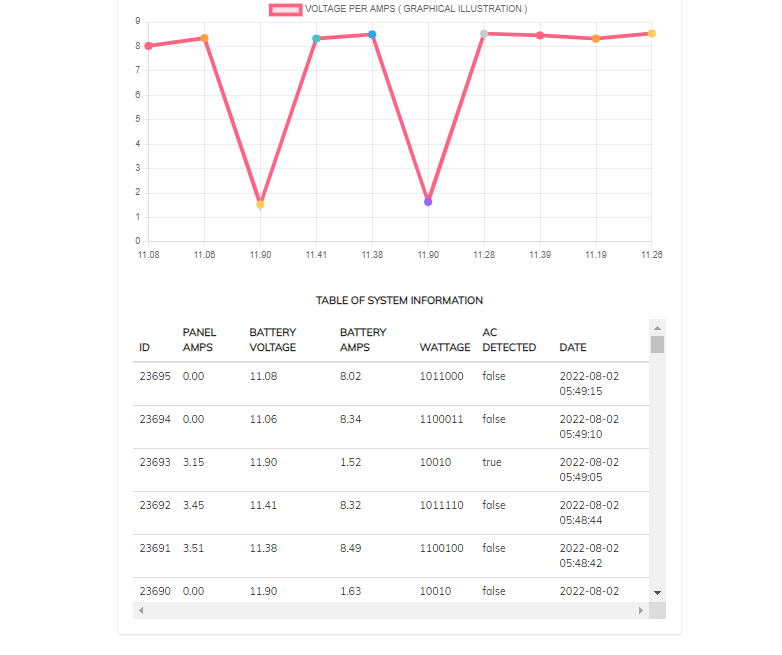 VOLTAGE PER AMPS ( GRAPHICAL ILLUSTRATION )
9
8
7
6
5
4
3
2
1
0
11.08 11.06 11.90 11.41 11.38 11.90 11.28 11.39 11.19 11.26
TABLE OF SYSTEM INFORMATION
ID PANEL AMPS BATTERY VOLTAGE BATTERY AMPS WATTAGE AC DETECTED DATE
23695 0.00 11.08 8.02 1011000 false 2022-08-02 05:49:15
23694 0.00 11.06 8.34 1100011 false 2022-08-02 05:49:10
23693 3.15 11.90 1.52 10010 true 2022-08-02 05:49:05
23692 3.45 11.41 8.32 1011110 false 2022-08-02 05:48:44
23691 3.51 11.38 8.49 1100100 false 2022-08-02 05:48:42
23690 0.00 11.90 1.63 10010 false 2022-08-02